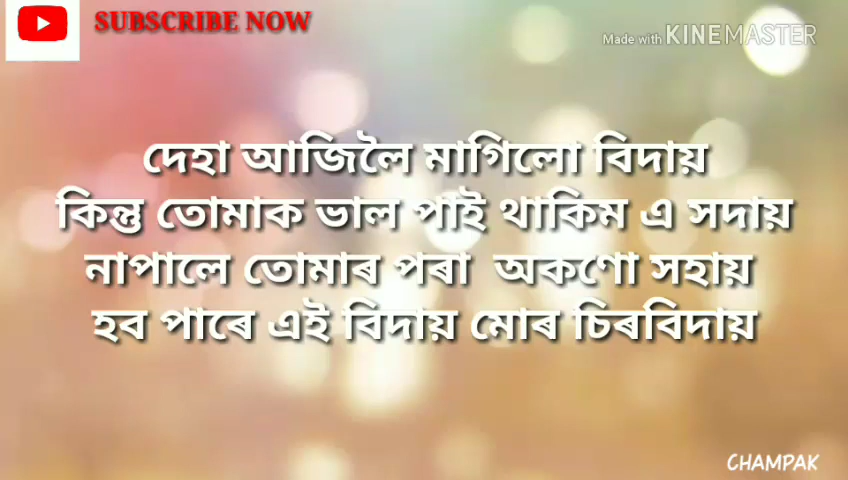 SUBSCRIBE NOW
Made with KINEMASTER
দেহা আজিলৈ মাগিলো বিদায়
কিন্তু তোমাক ভাল পাই থাকিম এ সদায়
নাপালে তোমাৰ পৰা অকণো সহায়
হব পাৰে এই বিদায় মোৰ চিৰবিদায়
CHAMPAK